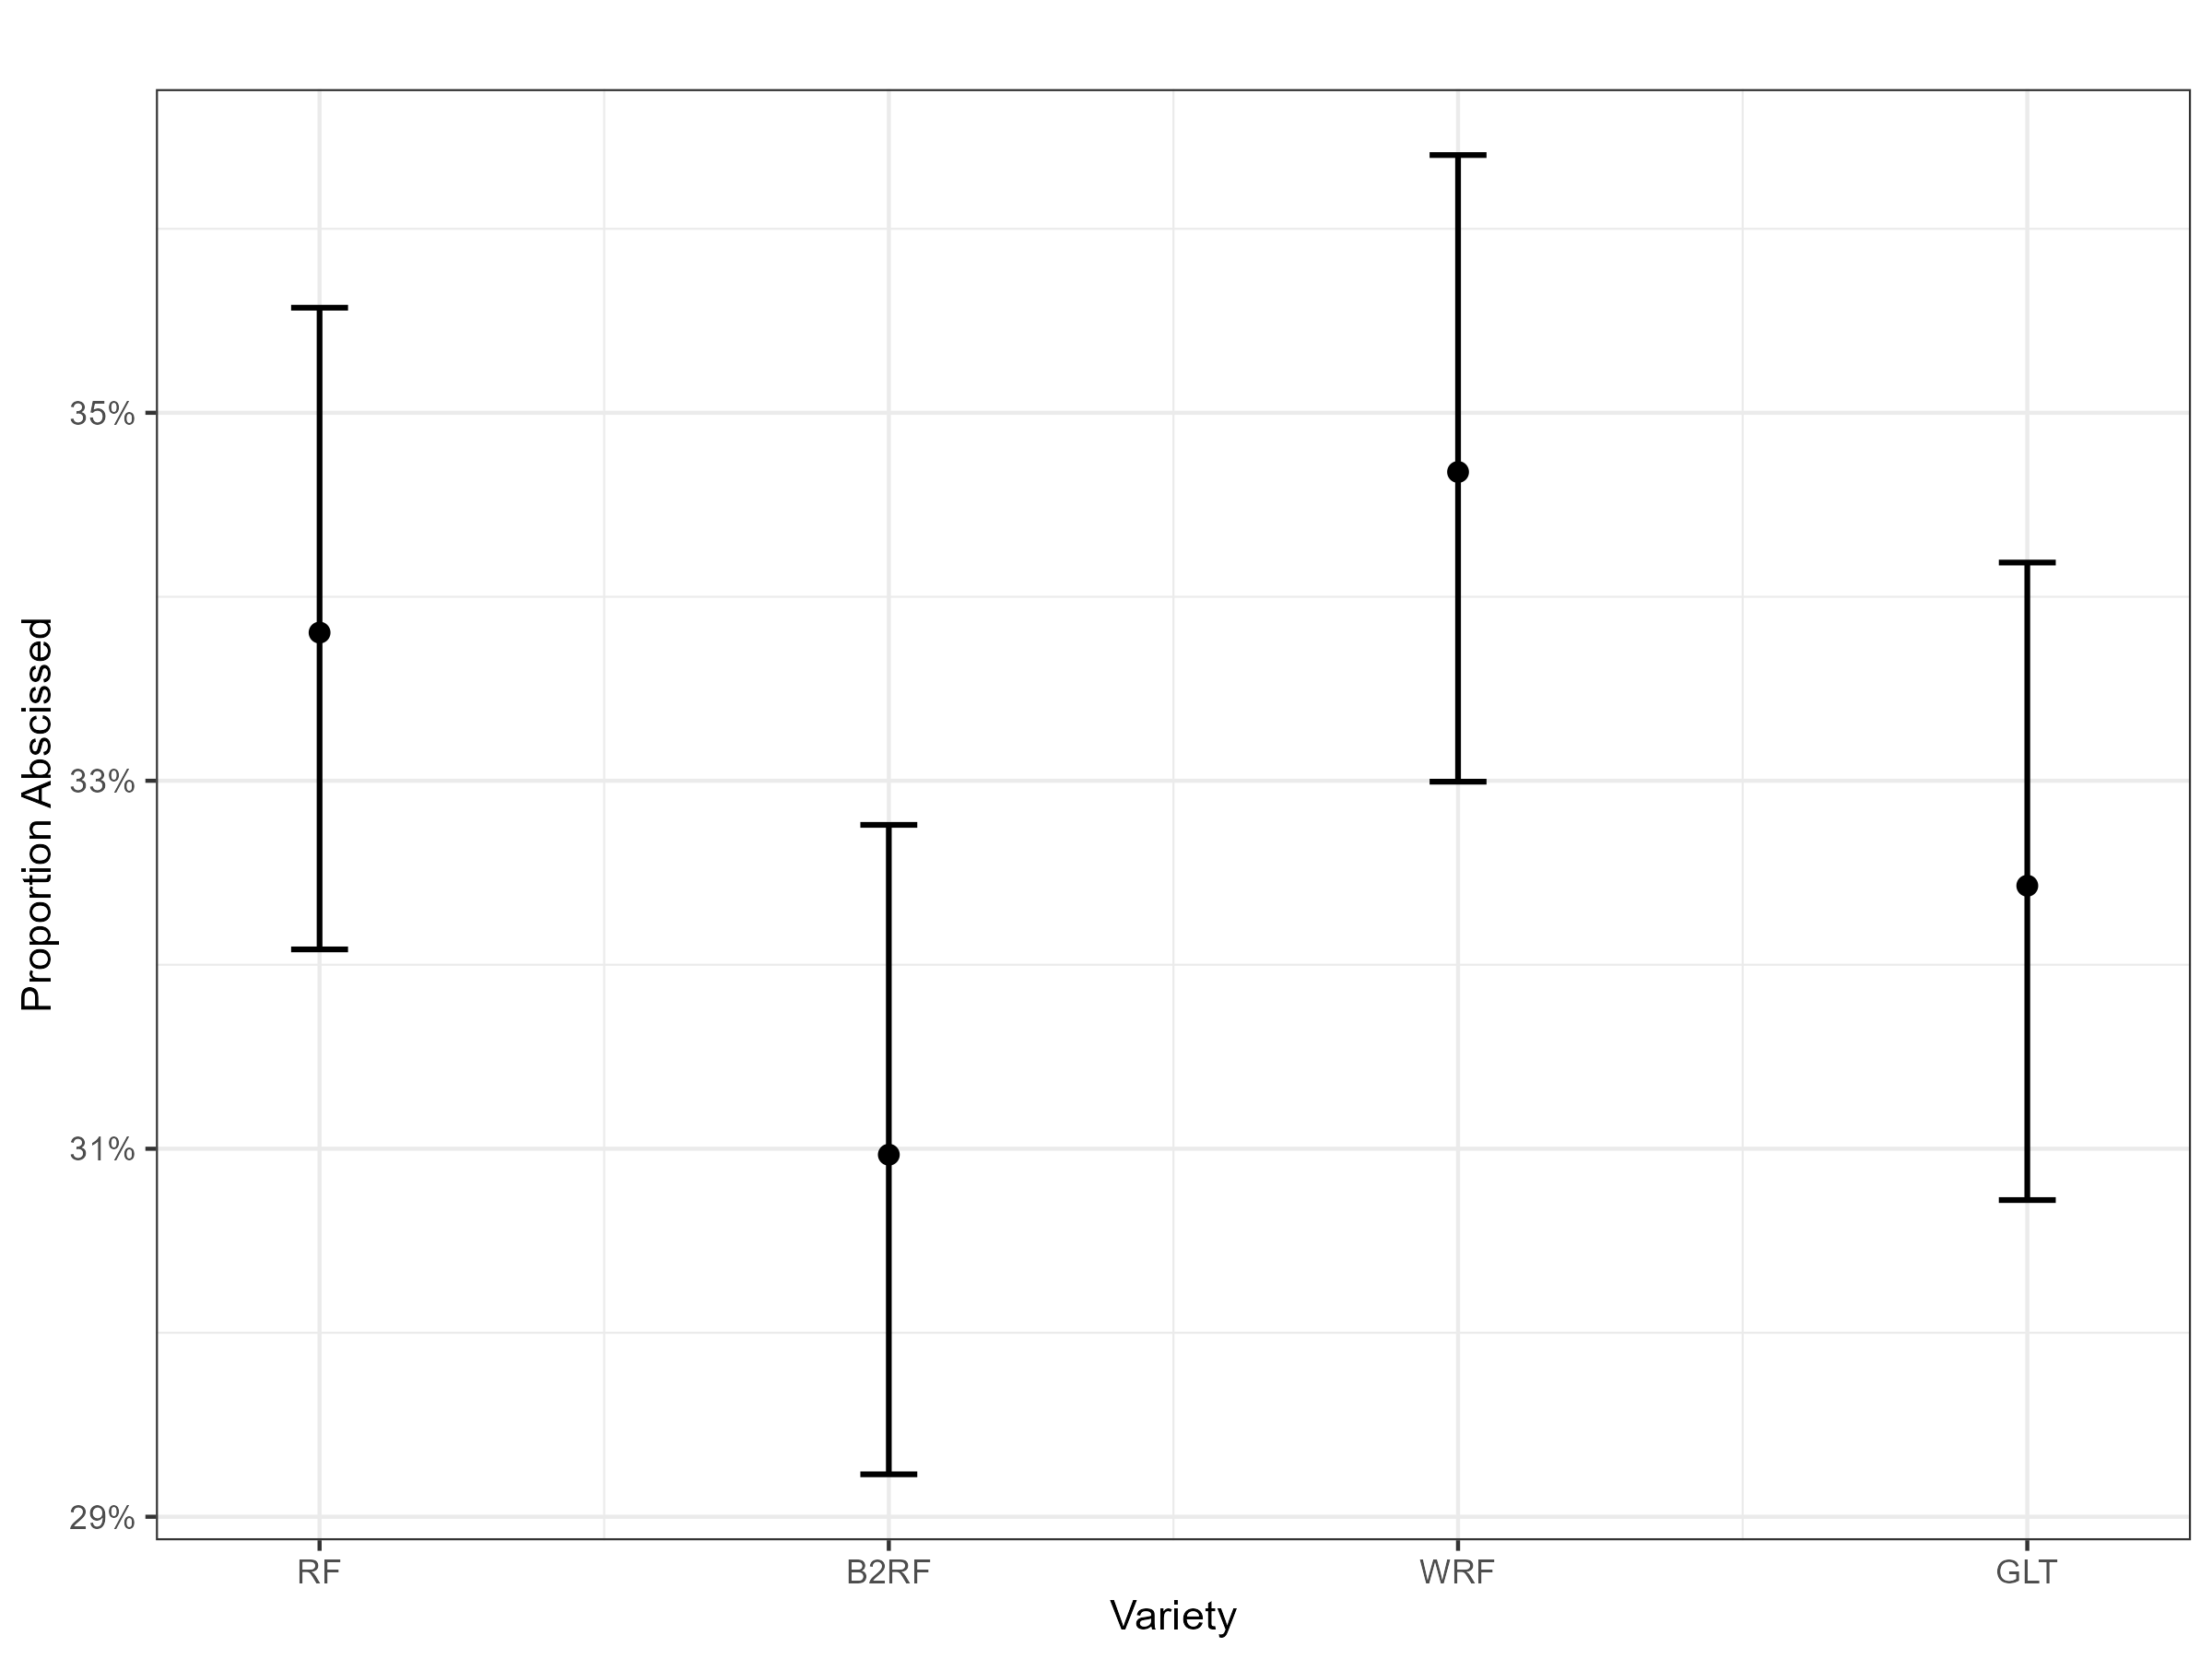 Proportion Abscissed
35%
33%
31%
29%
RF B2RF WRF GLT
Variety